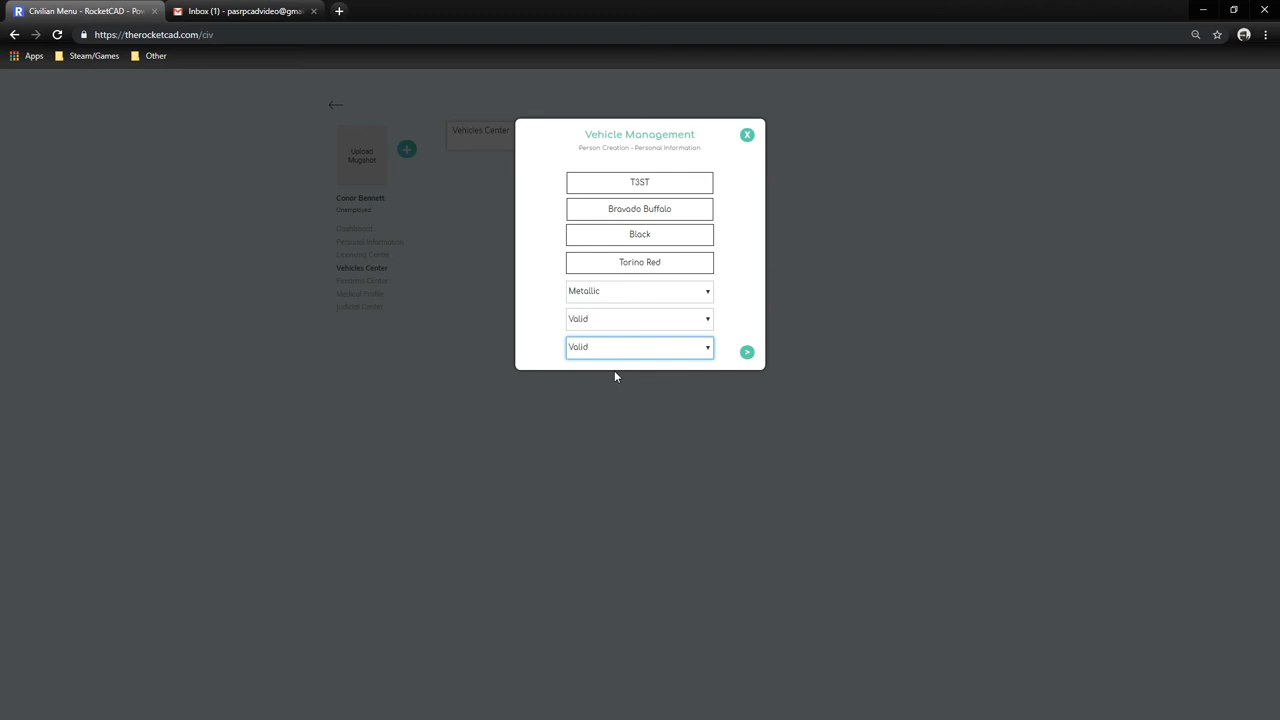 Civilian Menu - RocketCAD - Pow
Inbox (1) - pasrpcadvideo@gmai
https://therocketcad.com/civ
Apps
Steam/Games
Other
Upload
Mugshot
Conor Bennett
Unemployed
Dashboard
Personal Information
Licensing Center
Vehicles Center
Firearms Center
Medical Profile
Judicial Center
Vehicles Center
Vehicle Management
X
Person Creation - Personal Information
T3ST
Bravado Buffalo
Black
Torino Red
Metallic
Valid
Valid
>